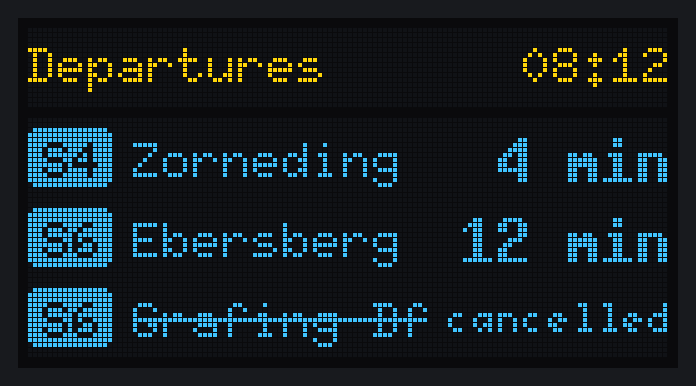 Departures 08:12
S4 Zorneding 4 min
S6 Ebersberg 12 min
S6 Grafing Bf cancelled